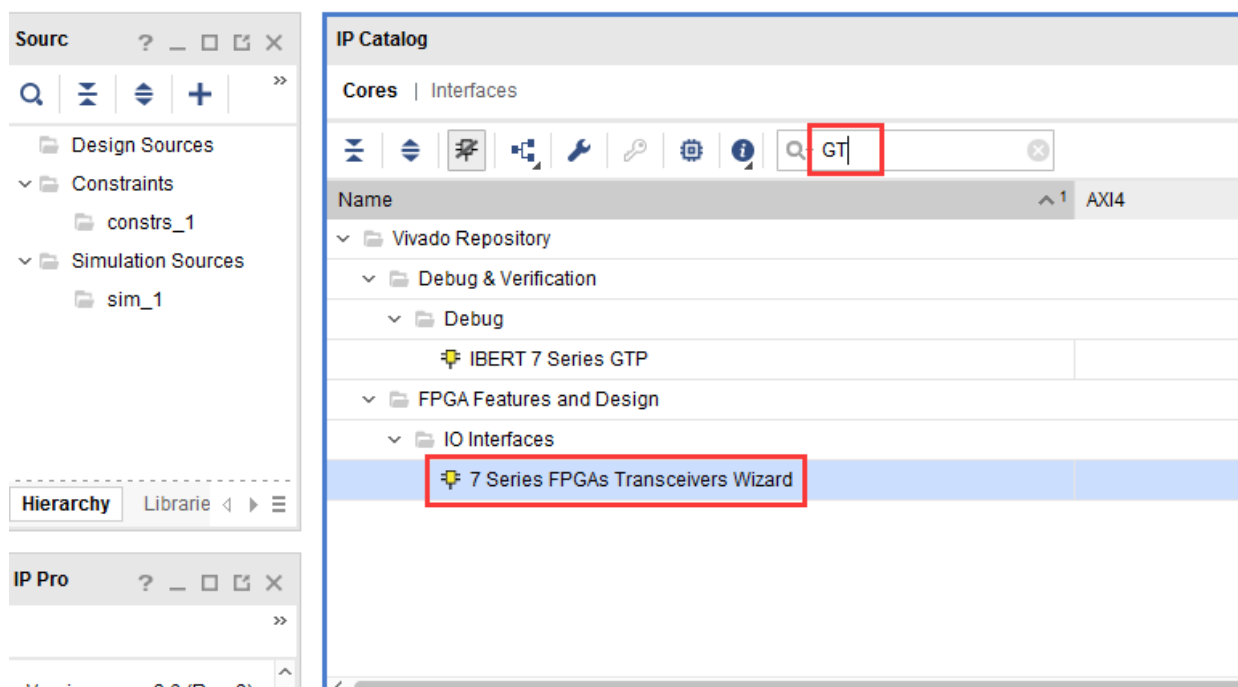 Sourc
Design Sources
Constraints
constrs_1
Simulation Sources
sim_1
Hierarchy Librarie
IP Pro
IP Catalog
Cores | Interfaces
GT
Name 1 AXI4
Vivado Repository
Debug & Verification
Debug
IBERT 7 Series GTP
FPGA Features and Design
IO Interfaces
7 Series FPGAs Transceivers Wizard